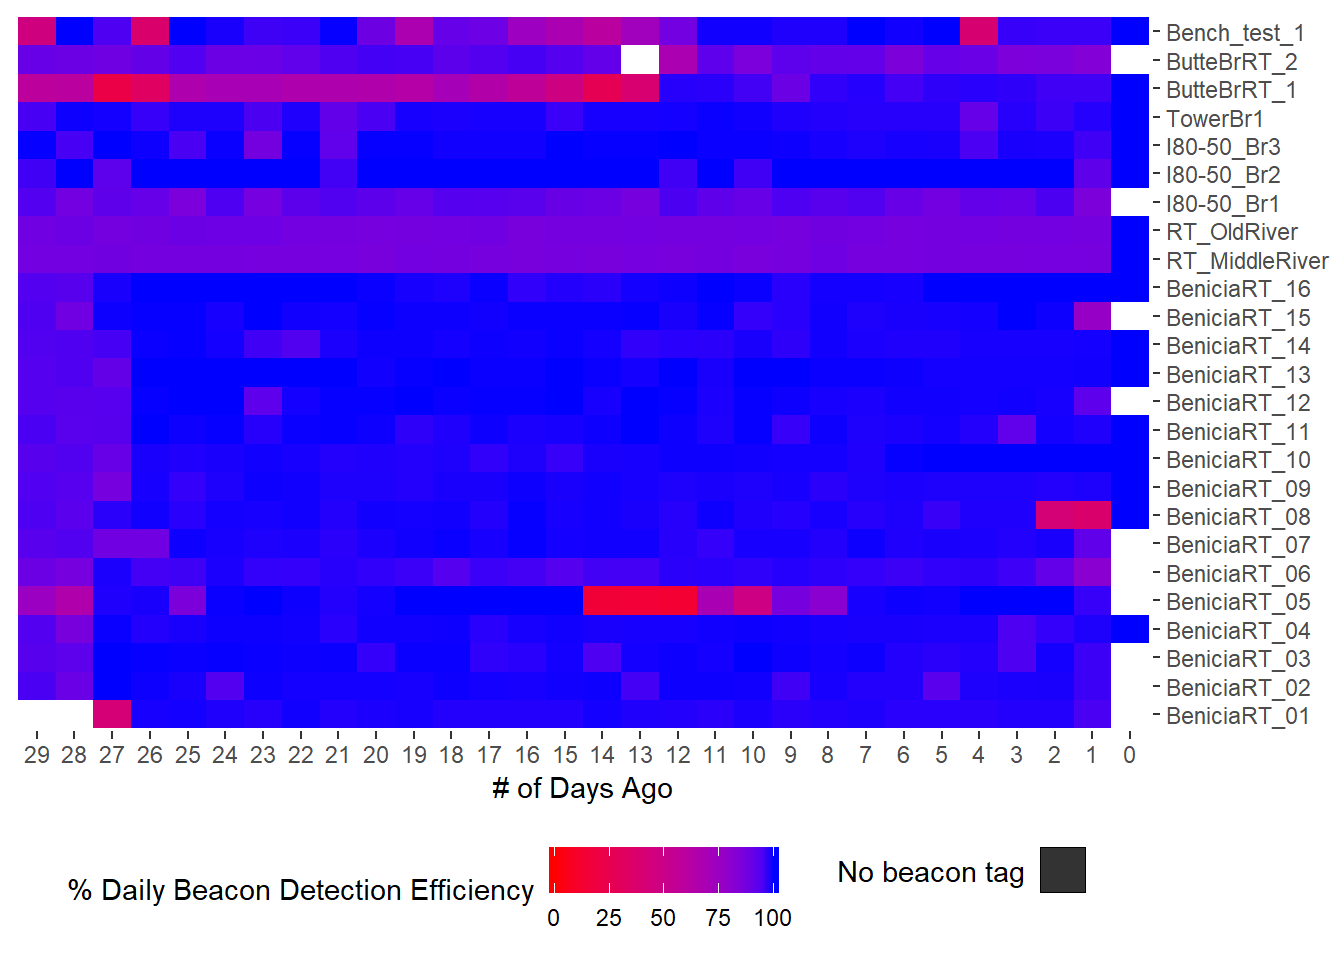 Bench_test_1
ButteBrRT_2
ButteBrRT_1
TowerBr1
I80-50_Br3
I80-50_Br2
I80-50_Br1
RT_OldRiver
RT_MiddleRiver
BeniciaRT_16
BeniciaRT_15
BeniciaRT_14
BeniciaRT_13
BeniciaRT_12
BeniciaRT_11
BeniciaRT_10
BeniciaRT_09
BeniciaRT_08
BeniciaRT_07
BeniciaRT_06
BeniciaRT_05
BeniciaRT_04
BeniciaRT_03
BeniciaRT_02
BeniciaRT_01
29 28 27 26 25 24 23 22 21 20 19 18 17 16 15 14 13 12 11 10 9 8 7 6 5 4 3 2 1 0
# of Days Ago
% Daily Beacon Detection Efficiency
0 25 50 75 100
No beacon tag